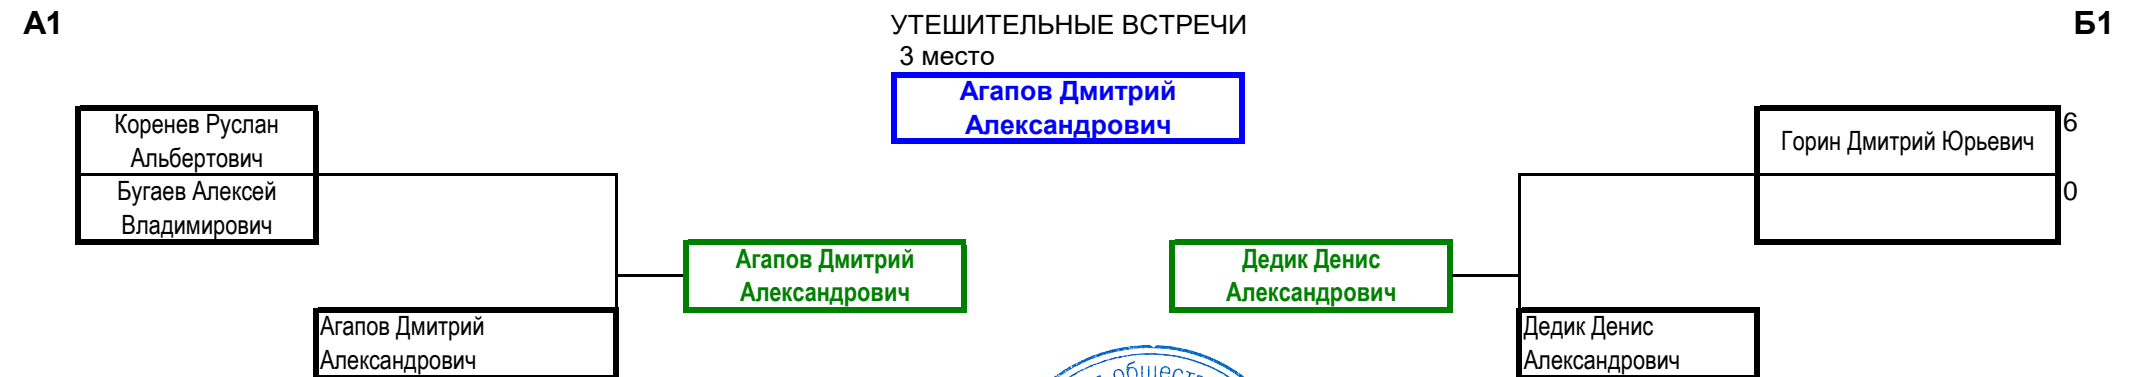 А1
УТЕШИТЕЛЬНЫЕ ВСТРЕЧИ
Б1
3 место
Агапов Дмитрий
Александрович
Коренев Руслан
Альбертович
Бугаев Алексей
Владимирович
Горин Дмитрий Юрьевич
6
0
Агапов Дмитрий
Александрович
Дедик Денис
Александрович
Агапов Дмитрий
Александрович
Дедик Денис
Александрович